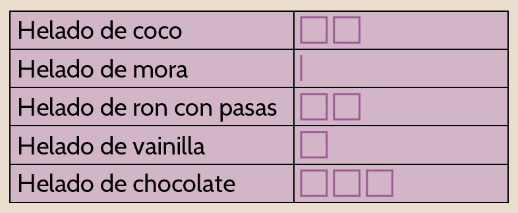 Helado de coco
Helado de mora
Helado de ron con pasas
Helado de vainilla
Helado de chocolate